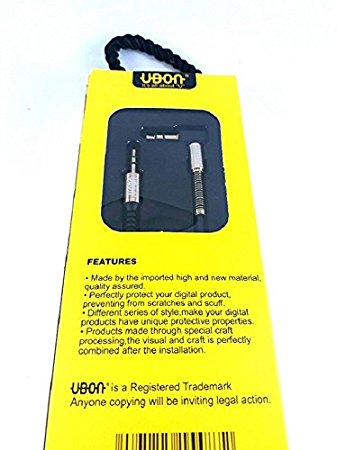 UBON®
It's all about "U"
FEATURES
• Made by the imported high and new material,
quality assured.
• Perfectly protect your digital product,
preventing from scratches and scuff.
• Different series of style,make your digital
products have unique protective properties.
• Products made through special craft
processing,the visual and craft is perfectly
combined after the installation.
UBON® is a Registered Trademark
Anyone copying will be inviting legal action.